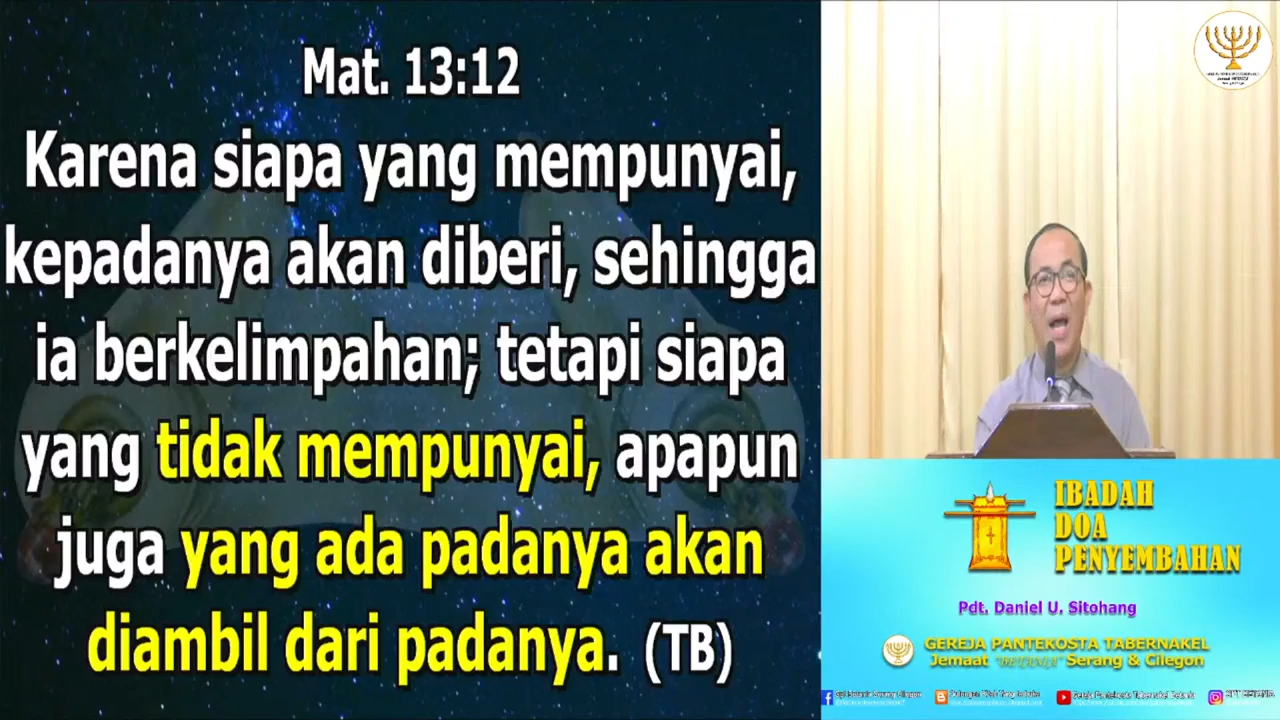 Mat. 13:12
Karena siapa yang mempunyai,
kepadanya akan diberi, sehingga
ia berkelimpahan; tetapi siapa
yang tidak mempunyai, apapun
juga yang ada padanya akan
diambil dari padanya. (TB)
IBADAH
DOA
PENYEMBAHAN
Pdt. Daniel U. Sitohang
GEREJA PANTEKOSTA TABERNAKEL
Jemaat "BETANIA" Serang & Cilegon